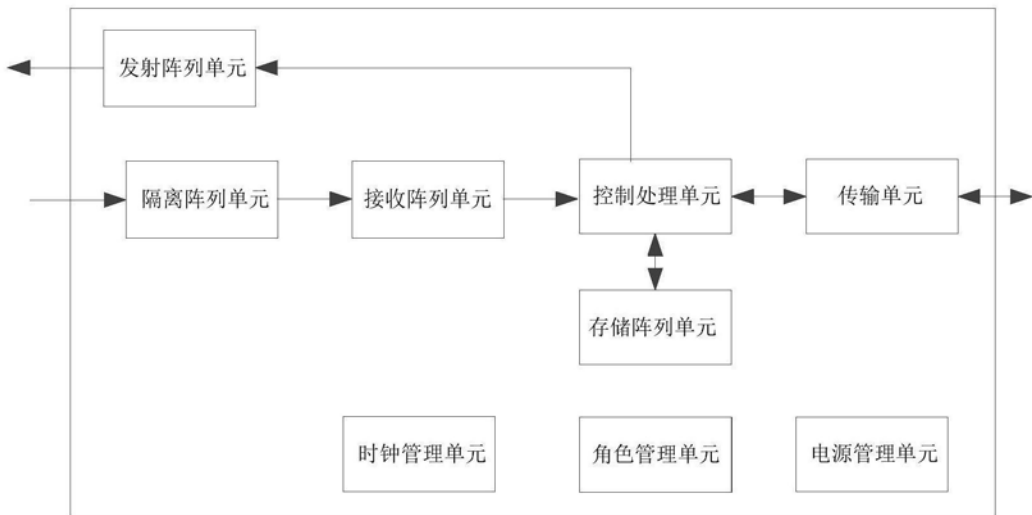 发射阵列单元
隔离阵列单元
接收阵列单元
控制处理单元
传输单元
存储阵列单元
时钟管理单元
角色管理单元
电源管理单元